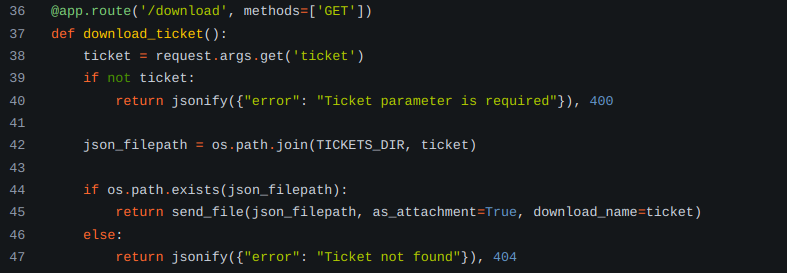 36 @app.route('/download', methods=['GET'])
37 def download_ticket():
38     ticket = request.args.get('ticket')
39     if not ticket:
40         return jsonify({"error": "Ticket parameter is required"}), 400
41
42     json_filepath = os.path.join(TICKETS_DIR, ticket)
43
44     if os.path.exists(json_filepath):
45         return send_file(json_filepath, as_attachment=True, download_name=ticket)
46     else:
47         return jsonify({"error": "Ticket not found"}), 404